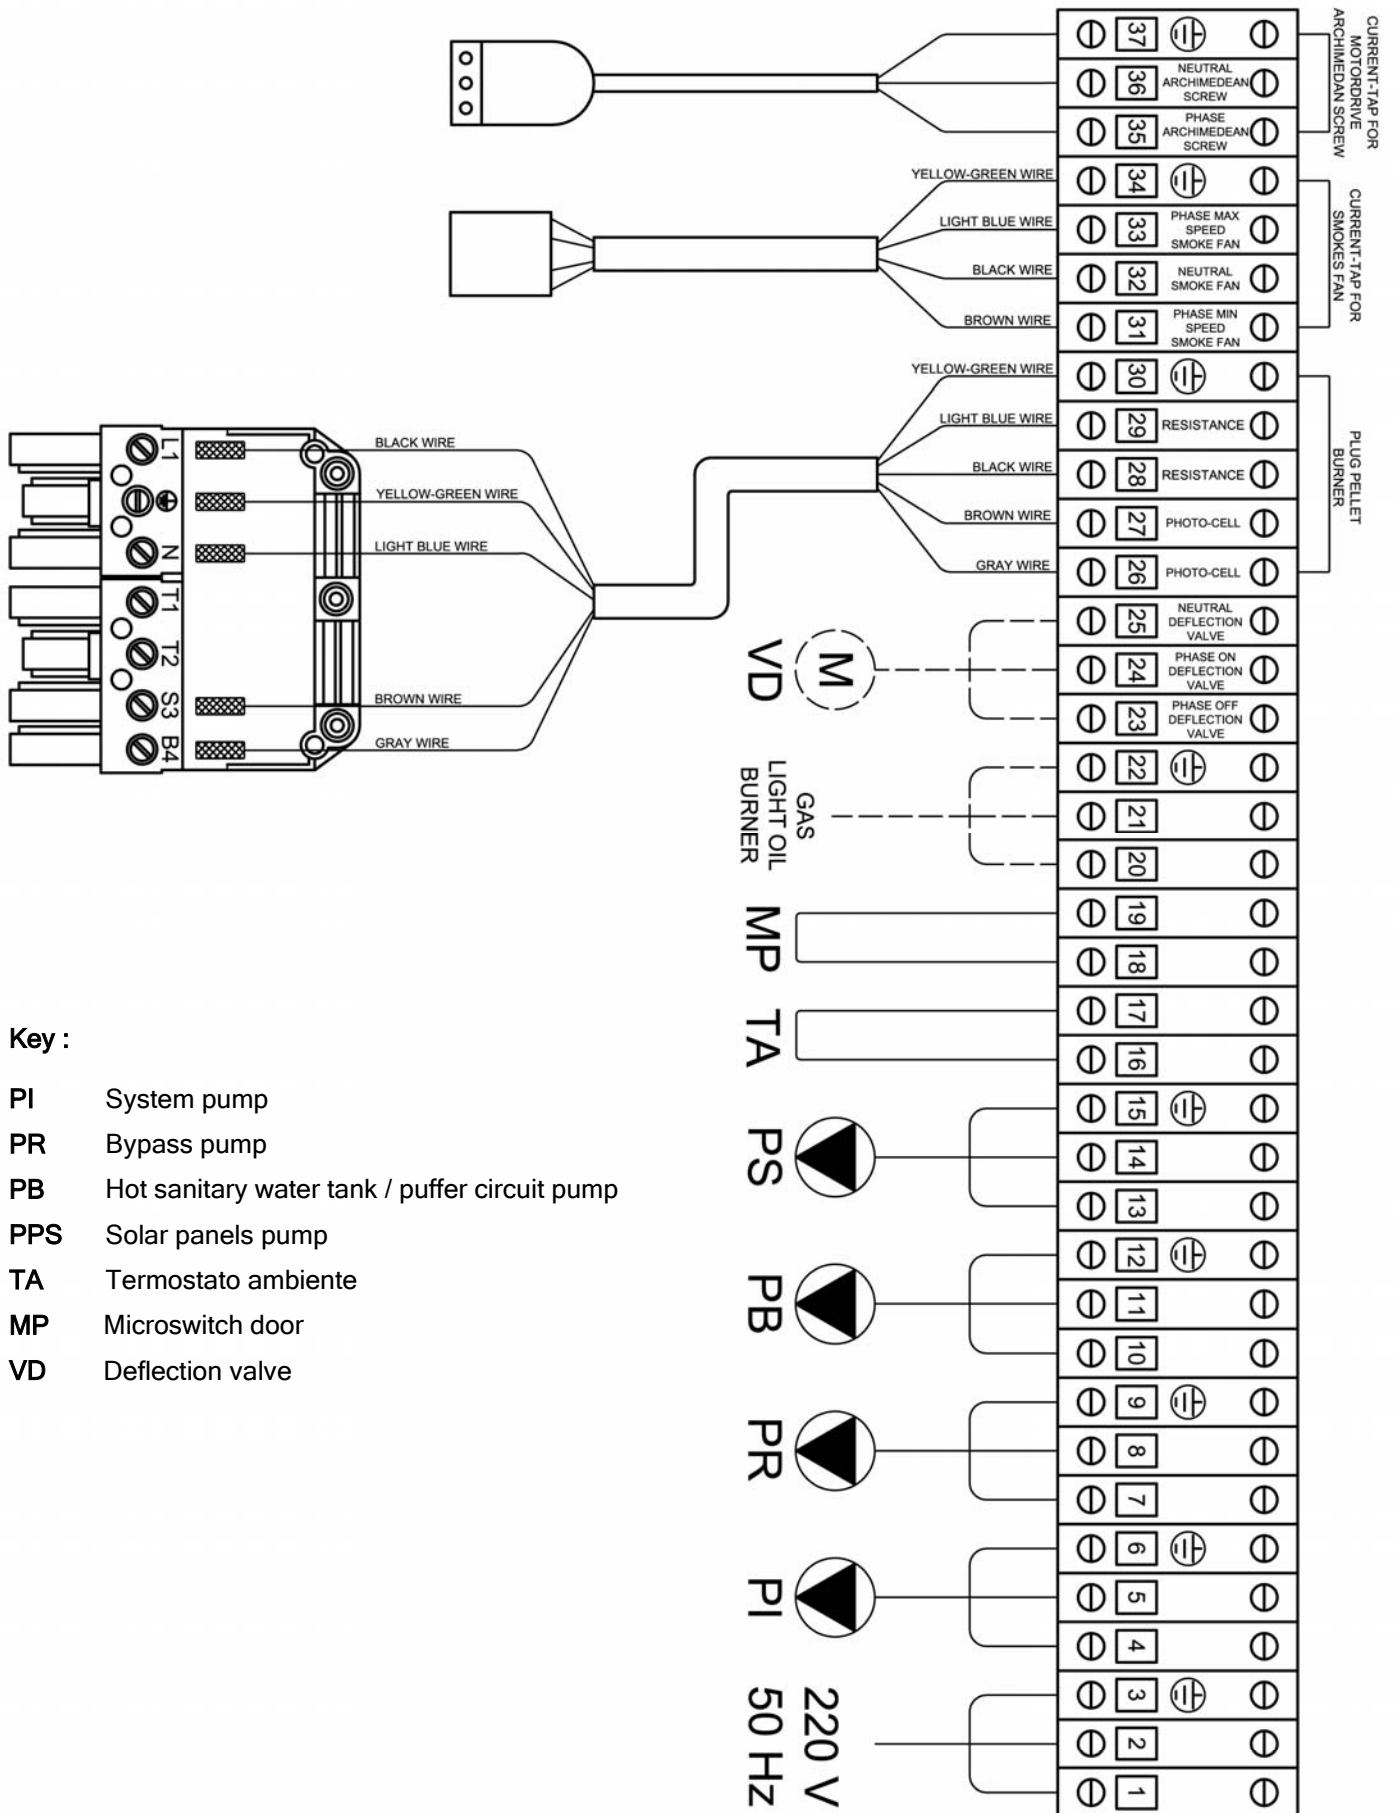 CURRENT-TAP FOR
MOTORDRIVE
ARCHIMEDAN SCREW
37
36 NEUTRAL
ARCHIMEDEAN
SCREW
35 PHASE
ARCHIMEDEAN
SCREW
CURRENT-TAP FOR
SMOKES FAN
YELLOW-GREEN WIRE 34
LIGHT BLUE WIRE 33 PHASE MAX
SPEED
SMOKE FAN
BLACK WIRE 32 NEUTRAL
SMOKE FAN
BROWN WIRE 31 PHASE MIN
SPEED
SMOKE FAN
PLUG PELLET
BURNER
YELLOW-GREEN WIRE 30
LIGHT BLUE WIRE 29 RESISTANCE
BLACK WIRE 28 RESISTANCE
BROWN WIRE 27 PHOTO-CELL
GRAY WIRE 26 PHOTO-CELL
L1 BLACK WIRE
YELLOW-GREEN WIRE
N LIGHT BLUE WIRE
T1
T2
S3 BROWN WIRE
B4 GRAY WIRE
25 NEUTRAL
DEFLECTION
VALVE
VD M 24 PHASE ON
DEFLECTION
VALVE
23 PHASE OFF
DEFLECTION
VALVE
22
GAS
LIGHT OIL
BURNER
21
20
MP
19
18
TA
17
16
15
PS 14
13
12
PB 11
10
9
PR 8
7
6
PI 5
4
220 V
50 Hz
3
2
1
Key :
PI System pump
PR Bypass pump
PB Hot sanitary water tank / puffer circuit pump
PPS Solar panels pump
TA Termostato ambiente
MP Microswitch door
VD Deflection valve